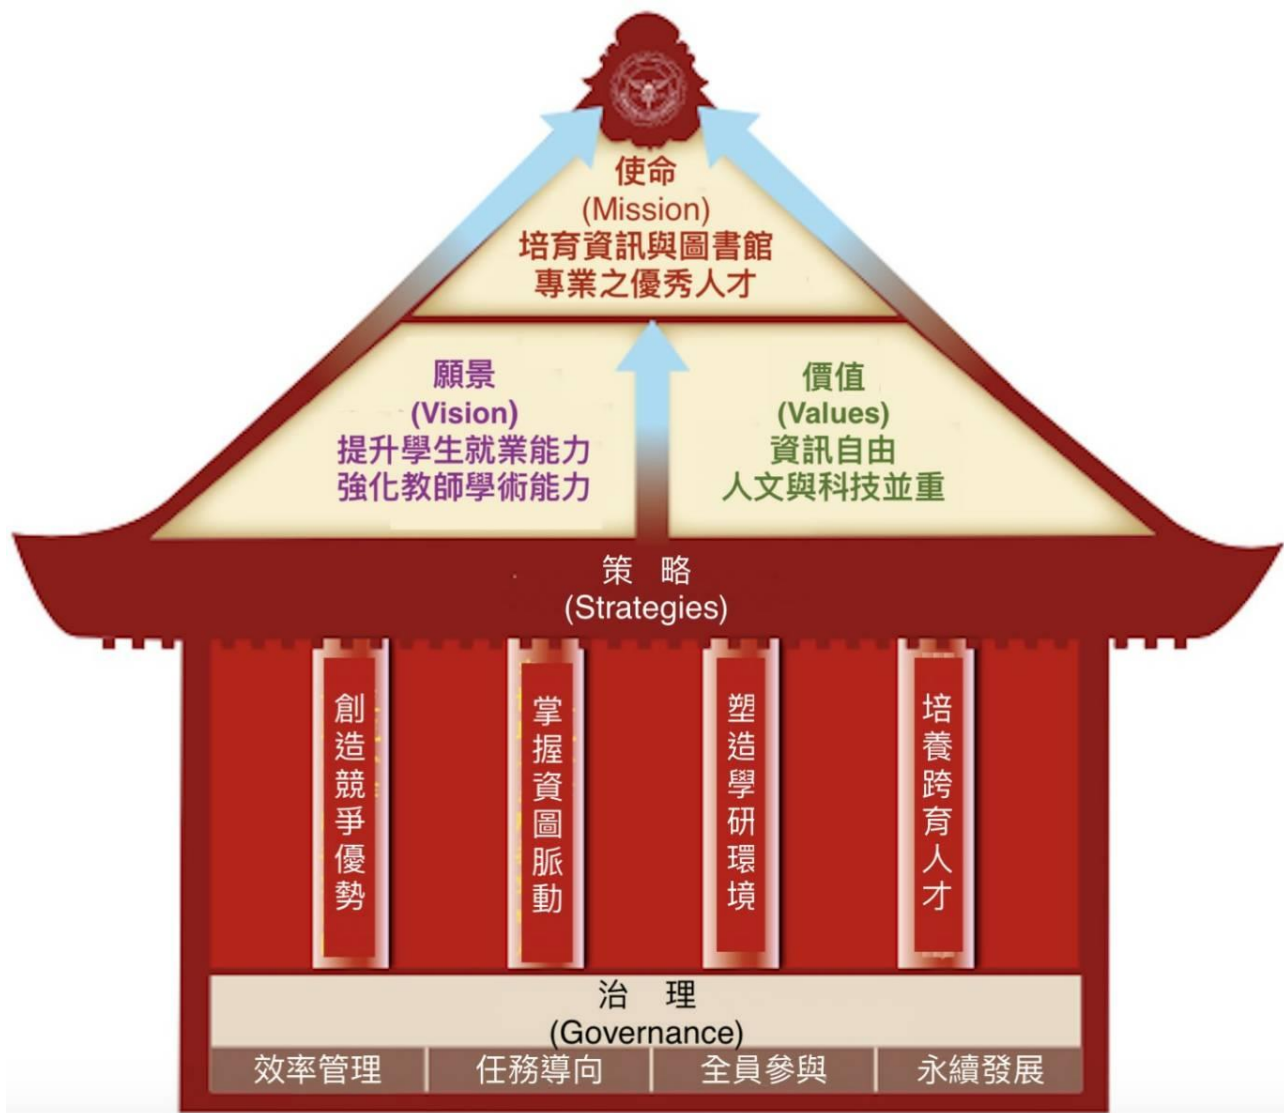 使命
(Mission)
培育資訊與圖書館
專業之優秀人才
願景
(Vision)
提升學生就業能力
強化教師學術能力
價值
(Values)
資訊自由
人文與科技並重
策 略
(Strategies)
創造競爭優勢
掌握資圖脈動
塑造學研環境
培養跨育人才
治 理
(Governance)
效率管理
任務導向
全員參與
永續發展